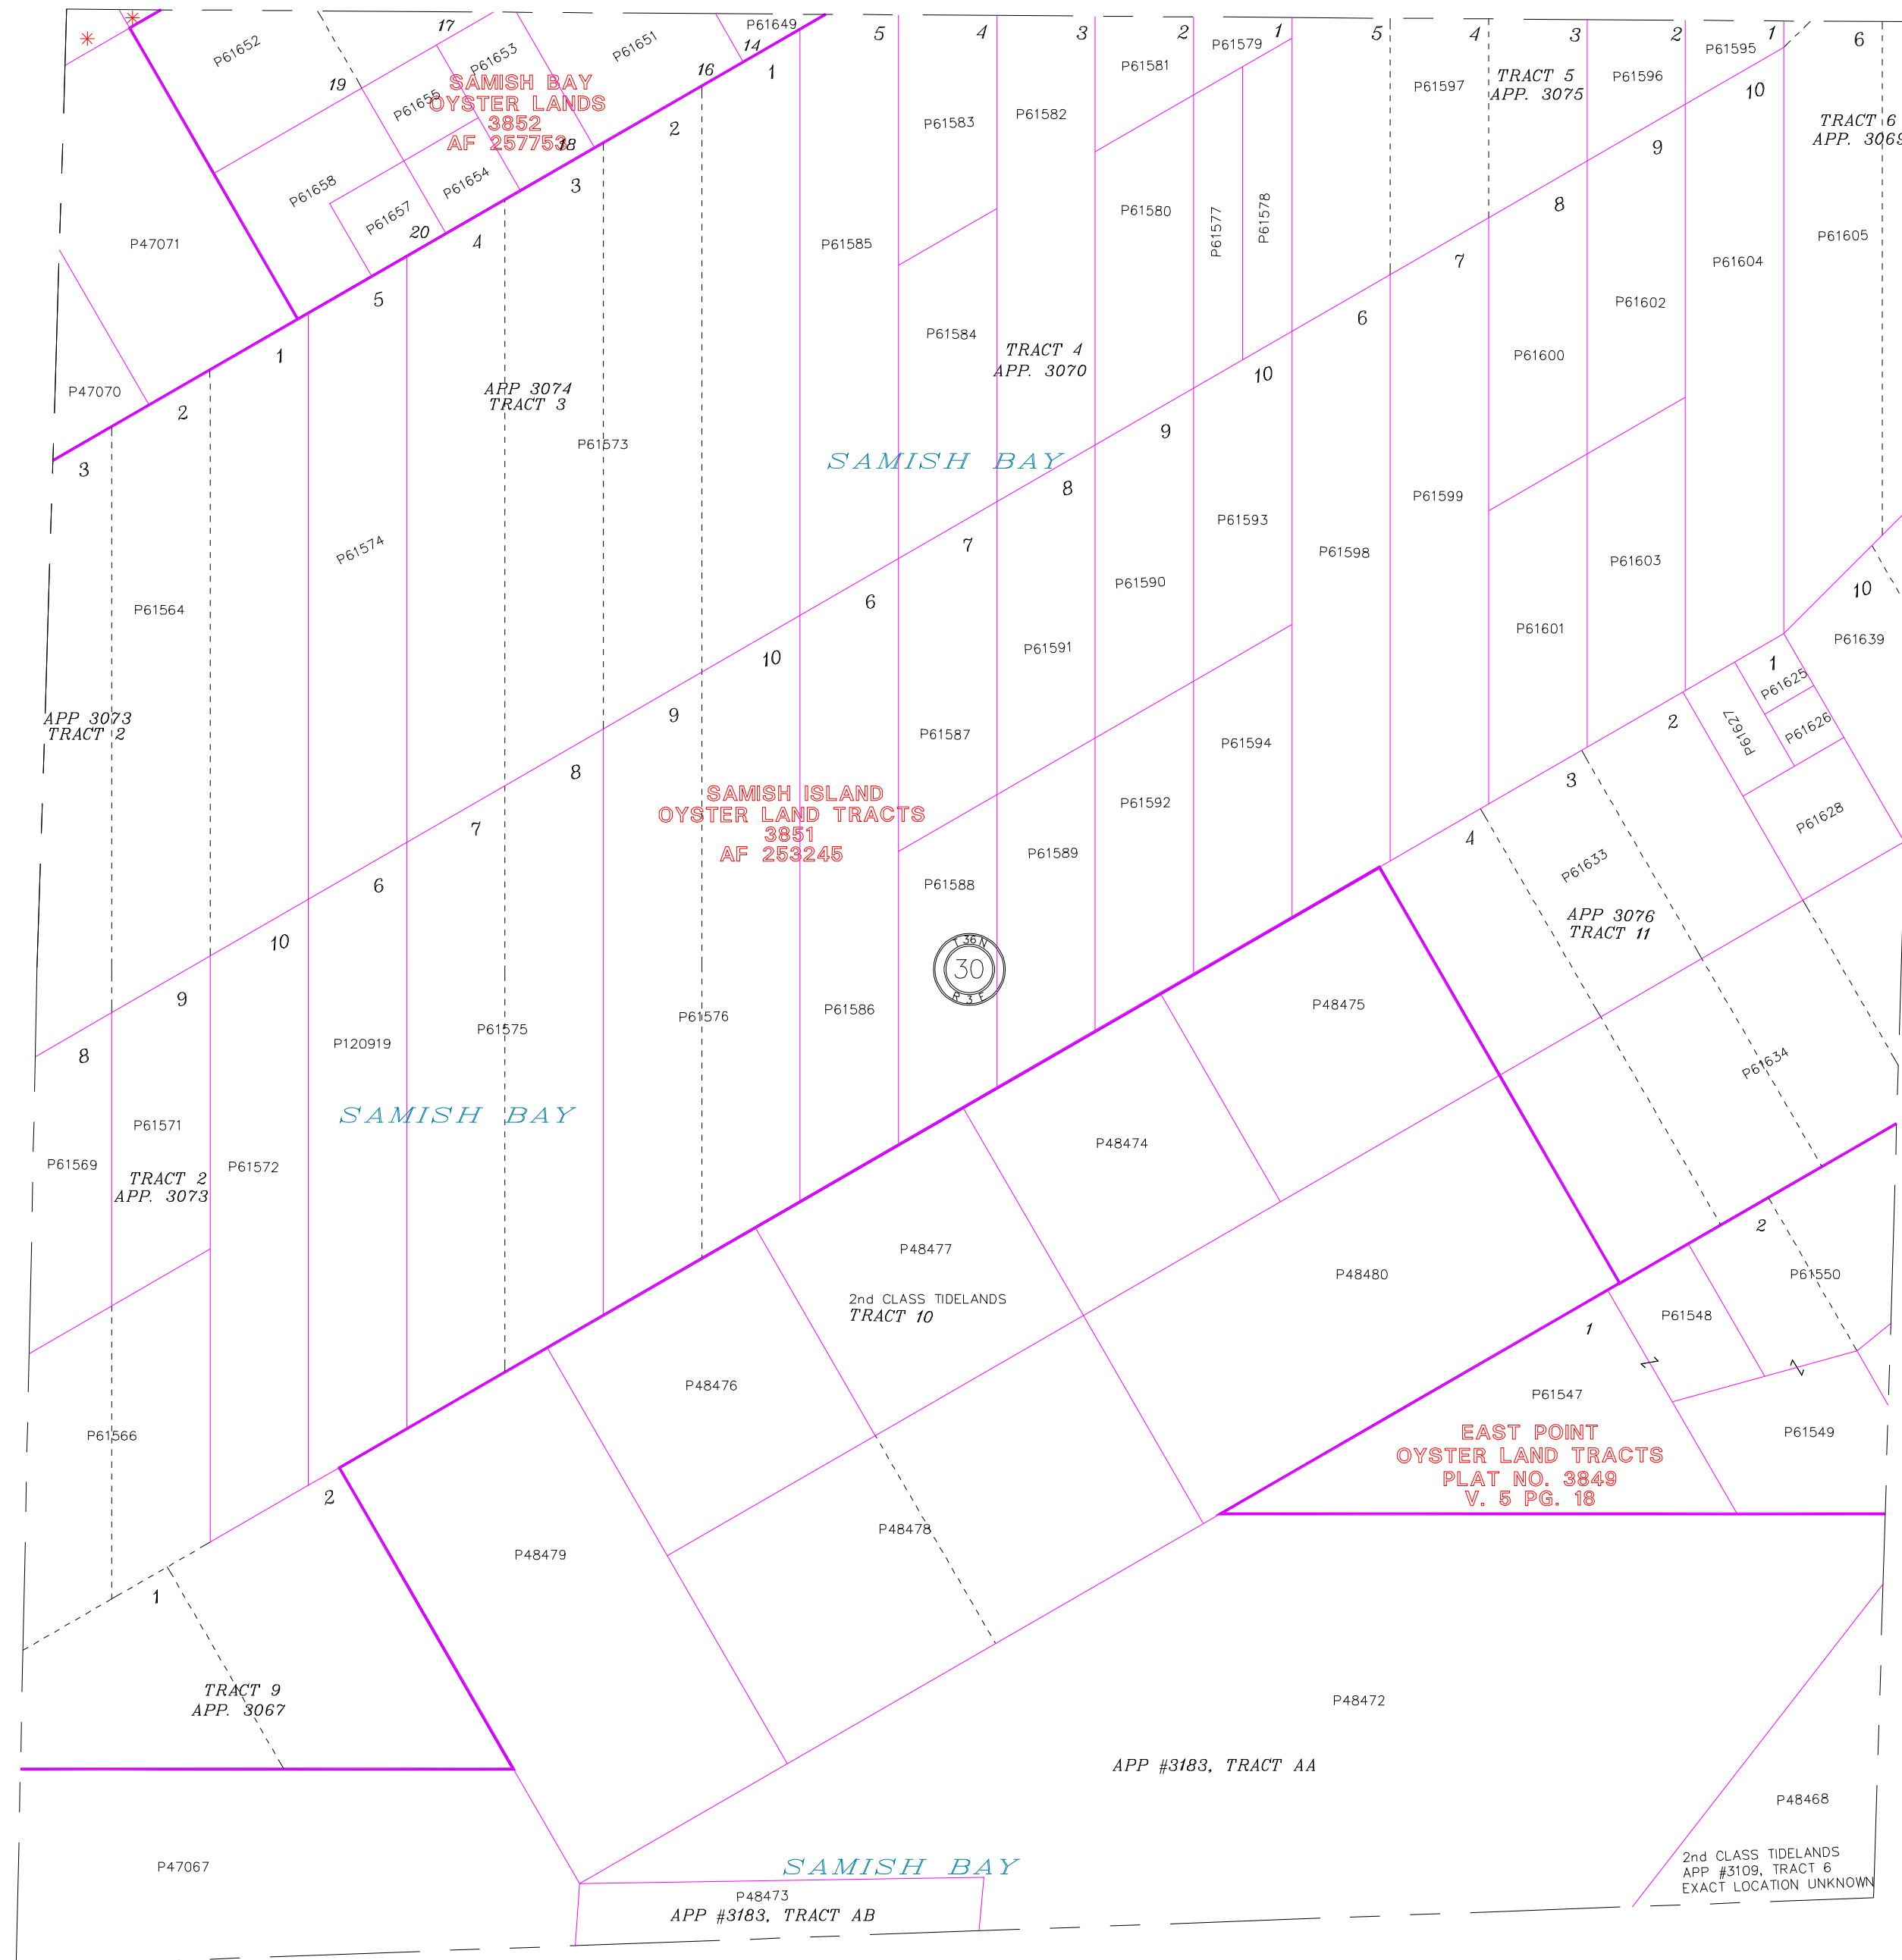 P61652
17
P61653
P61651
P61649
14
16
1
5
4
3
2
1
5
4
3
2
1
6
19
P61655
SAMISH BAY
OYSTER LANDS
3852
AF 257753
18
2
3
P61658
P61657
P61654
20
4
5
P47071
P47070
1
2
3
P61579
P61581
P61583
P61582
P61597
TRACT 5
APP. 3075
P61596
P61595
10
TRACT 6
APP. 3069
9
8
7
6
10
9
8
7
6
10
9
8
7
6
10
9
8
P61585
P61580
P61577
P61578
P61584
TRACT 4
APP. 3070
P61605
P61604
P61602
P61600
APP 3074
TRACT 3
P61573
SAMISH BAY
P61574
P61564
P61593
P61599
P61598
P61590
P61591
P61603
P61601
10
P61639
1
P61625
P61626
P61627
P61628
2
3
4
APP 3073
TRACT 2
P61587
P61594
P61592
SAMISH ISLAND
OYSTER LAND TRACTS
3851
AF 253245
P61589
P61588
P61633
APP 3076
TRACT 11
T 36 N
30
R 3 E
P61586
P61576
P61575
P120919
P48475
P61634
SAMISH BAY
P61571
P61569
P61572
TRACT 2
APP. 3073
P48474
P48477
2nd CLASS TIDELANDS
TRACT 10
P48480
2
P61550
P61548
1
Z
Z
P48476
P61547
EAST POINT
OYSTER LAND TRACTS
PLAT NO. 3849
V. 5 PG. 18
P61549
P61566
2
P48478
P48479
1
TRACT 9
APP. 3067
P48472
APP #3183, TRACT AA
P48468
2nd CLASS TIDELANDS
APP #3109, TRACT 6
EXACT LOCATION UNKNOWN
P47067
SAMISH BAY
P48473
APP #3183, TRACT AB